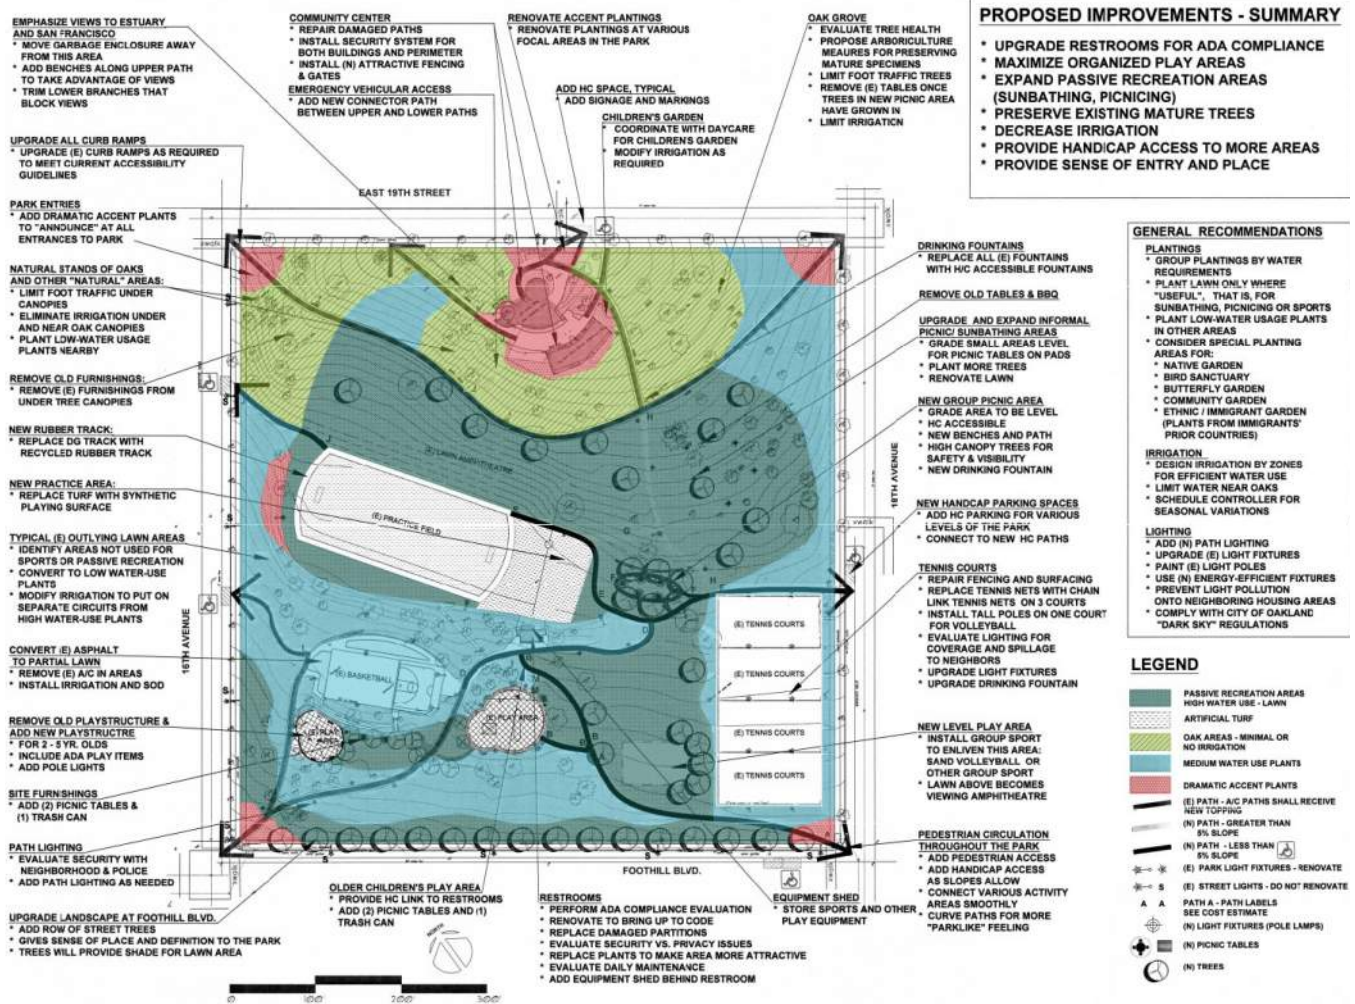 EMPHASIZE VIEWS TO ESTUARY
AND SAN FRANCISCO
* MOVE GARBAGE ENCLOSURE AWAY
FROM THIS AREA
* ADD BENCHES ALONG UPPER PATH
TO TAKE ADVANTAGE OF VIEWS
* TRIM LOWER BRANCHES THAT
BLOCK VIEWS
COMMUNITY CENTER
* REPAIR DAMAGED PATHS
* INSTALL SECURITY SYSTEM FOR
BOTH BUILDINGS AND PERIMETER
* INSTALL (N) ATTRACTIVE FENCING
& GATES
EMERGENCY VEHICULAR ACCESS
* ADD NEW CONNECTOR PATH
BETWEEN UPPER AND LOWER PATHS
RENOVATE ACCENT PLANTINGS
* RENOVATE PLANTINGS AT VARIOUS
FOCAL AREAS IN THE PARK
ADD HC SPACE, TYPICAL
* ADD SIGNAGE AND MARKINGS
CHILDREN'S GARDEN
* COORDINATE WITH DAYCARE
FOR CHILDREN'S GARDEN
* MODIFY IRRIGATION AS
REQUIRED
OAK GROVE
* EVALUATE TREE HEALTH
* PROPOSE ARBORICULTURE
MEAURES FOR PRESERVING
MATURE SPECIMENS
* LIMIT FOOT TRAFFIC TREES
* REMOVE (E) TABLES ONCE
TREES IN NEW PICNIC AREA
HAVE GROWN IN
* LIMIT IRRIGATION
PROPOSED IMPROVEMENTS - SUMMARY
* UPGRADE RESTROOMS FOR ADA COMPLIANCE
* MAXIMIZE ORGANIZED PLAY AREAS
* EXPAND PASSIVE RECREATION AREAS
(SUNBATHING, PICNICING)
* PRESERVE EXISTING MATURE TREES
* DECREASE IRRIGATION
* PROVIDE HANDICAP ACCESS TO MORE AREAS
* PROVIDE SENSE OF ENTRY AND PLACE
UPGRADE ALL CURB RAMPS
* UPGRADE (E) CURB RAMPS AS REQUIRED
TO MEET CURRENT ACCESSIBILITY
GUIDELINES
PARK ENTRIES
* ADD DRAMATIC ACCENT PLANTS
TO "ANNOUNCE" AT ALL
ENTRANCES TO PARK
NATURAL STANDS OF OAKS
AND OTHER "NATURAL" AREAS:
* LIMIT FOOT TRAFFIC UNDER
CANOPIES
* ELIMINATE IRRIGATION UNDER
AND NEAR OAK CANOPIES
* PLANT LOW-WATER USAGE
PLANTS NEARBY
REMOVE OLD FURNISHINGS:
* REMOVE (E) FURNISHINGS FROM
UNDER TREE CANOPIES
NEW RUBBER TRACK:
* REPLACE DG TRACK WITH
RECYCLED RUBBER TRACK
NEW PRACTICE AREA:
* REPLACE TURF WITH SYNTHETIC
PLAYING SURFACE
TYPICAL (E) OUTLYING LAWN AREAS
* IDENTIFY AREAS NOT USED FOR
SPORTS OR PASSIVE RECREATION
* CONVERT TO LOW WATER-USE
PLANTS
* MODIFY IRRIGATION TO PUT ON
SEPARATE CIRCUITS FROM
HIGH WATER-USE PLANTS
CONVERT (E) ASPHALT
TO PARTIAL LAWN
* REMOVE (E) A/C IN AREAS
* INSTALL IRRIGATION AND SOD
REMOVE OLD PLAYSTRUCTURE &
ADD NEW PLAYSTRUCTRE
* FOR 2 - 5 YR. OLDS
* INCLUDE ADA PLAY ITEMS
* ADD POLE LIGHTS
SITE FURNISHINGS
* ADD (2) PICNIC TABLES &
(1) TRASH CAN
PATH LIGHTING
* EVALUATE SECURITY WITH
NEIGHBORHOOD & POLICE
* ADD PATH LIGHTING AS NEEDED
UPGRADE LANDSCAPE AT FOOTHILL BLVD.
* ADD ROW OF STREET TREES
* GIVES SENSE OF PLACE AND DEFINITION TO THE PARK
* TREES WILL PROVIDE SHADE FOR LAWN AREA
EAST 19TH STREET
16TH AVENUE
18TH AVENUE
FOOTHILL BLVD.
(E) LAWN AMPHITHEATRE
(E) PRACTICE FIELD
(E) BASKETBALL
(E) PLAY AREA
(E) PLAY
AREA
(E) TENNIS COURTS
(E) TENNIS COURTS
(E) TENNIS COURTS
(E) TENNIS COURTS
DRINKING FOUNTAINS
* REPLACE ALL (E) FOUNTAINS
WITH H/C ACCESSIBLE FOUNTAINS
REMOVE OLD TABLES & BBQ
UPGRADE AND EXPAND INFORMAL
PICNIC/ SUNBATHING AREAS
* GRADE SMALL AREAS LEVEL
FOR PICNIC TABLES ON PADS
* PLANT MORE TREES
* RENOVATE LAWN
NEW GROUP PICNIC AREA
* GRADE AREA TO BE LEVEL
* HC ACCESSIBLE
* NEW BENCHES AND PATH
* HIGH CANOPY TREES FOR
SAFETY & VISIBILITY
* NEW DRINKING FOUNTAIN
NEW HANDICAP PARKING SPACES
* ADD HC PARKING FOR VARIOUS
LEVELS OF THE PARK
* CONNECT TO NEW HC PATHS
TENNIS COURTS
* REPAIR FENCING AND SURFACING
* REPLACE TENNIS NETS WITH CHAIN
LINK TENNIS NETS ON 3 COURTS
* INSTALL TALL POLES ON ONE COURT
FOR VOLLEYBALL
* EVALUATE LIGHTING FOR
COVERAGE AND SPILLAGE
TO NEIGHBORS
* UPGRADE LIGHT FIXTURES
* UPGRADE DRINKING FOUNTAIN
NEW LEVEL PLAY AREA
* INSTALL GROUP SPORT
TO ENLIVEN THIS AREA:
SAND VOLLEYBALL OR
OTHER GROUP SPORT
* LAWN ABOVE BECOMES
VIEWING AMPHITHEATRE
PEDESTRIAN CIRCULATION
THROUGHOUT THE PARK
* ADD PEDESTRIAN ACCESS
* ADD HANDICAP ACCESS
AS SLOPES ALLOW
* CONNECT VARIOUS ACTIVITY
AREAS SMOOTHLY
* CURVE PATHS FOR MORE
"PARKLIKE" FEELING
OLDER CHILDREN'S PLAY AREA
* PROVIDE HC LINK TO RESTROOMS
* ADD (2) PICNIC TABLES AND (1)
TRASH CAN
RESTROOMS
* PERFORM ADA COMPLIANCE EVALUATION
* RENOVATE TO BRING UP TO CODE
* REPLACE DAMAGED PARTITIONS
* EVALUATE SECURITY VS. PRIVACY ISSUES
* REPLACE PLANTS TO MAKE AREA MORE ATTRACTIVE
* EVALUATE DAILY MAINTENANCE
* ADD EQUIPMENT SHED BEHIND RESTROOM
EQUIPMENT SHED
* STORE SPORTS AND OTHER
PLAY EQUIPMENT
NORTH
0 100' 200' 300'
GENERAL RECOMMENDATIONS
PLANTINGS
* GROUP PLANTINGS BY WATER
REQUIREMENTS
* PLANT LAWN ONLY WHERE
"USEFUL", THAT IS, FOR
SUNBATHING, PICNICING OR SPORTS
* PLANT LOW-WATER USAGE PLANTS
IN OTHER AREAS
* CONSIDER SPECIAL PLANTING
AREAS FOR:
* NATIVE GARDEN
* BIRD SANCTUARY
* BUTTERFLY GARDEN
* COMMUNITY GARDEN
* ETHNIC / IMMIGRANT GARDEN
(PLANTS FROM IMMIGRANTS'
PRIOR COUNTRIES)
IRRIGATION
* DESIGN IRRIGATION BY ZONES
FOR EFFICIENT WATER USE
* LIMIT WATER NEAR OAKS
* SCHEDULE CONTROLLER FOR
SEASONAL VARIATIONS
LIGHTING
* ADD (N) PATH LIGHTING
* UPGRADE (E) LIGHT FIXTURES
* PAINT (E) LIGHT POLES
* USE (N) ENERGY-EFFICIENT FIXTURES
* PREVENT LIGHT POLLUTION
ONTO NEIGHBORING HOUSING AREAS
* COMPLY WITH CITY OF OAKLAND
"DARK SKY" REGULATIONS
LEGEND
PASSIVE RECREATION AREAS
HIGH WATER USE - LAWN
ARTIFICIAL TURF
OAK AREAS - MINIMAL OR
NO IRRIGATION
MEDIUM WATER USE PLANTS
DRAMATIC ACCENT PLANTS
(E) PATH - A/C PATHS SHALL RECEIVE
NEW TOPPING
(N) PATH - GREATER THAN
5% SLOPE
(N) PATH - LESS THAN
5% SLOPE
(E) PARK LIGHT FIXTURES - RENOVATE
S (E) STREET LIGHTS - DO NOT RENOVATE
A A PATH A - PATH LABELS
SEE COST ESTIMATE
(N) LIGHT FIXTURES (POLE LAMPS)
(N) PICNIC TABLES
(N) TREES